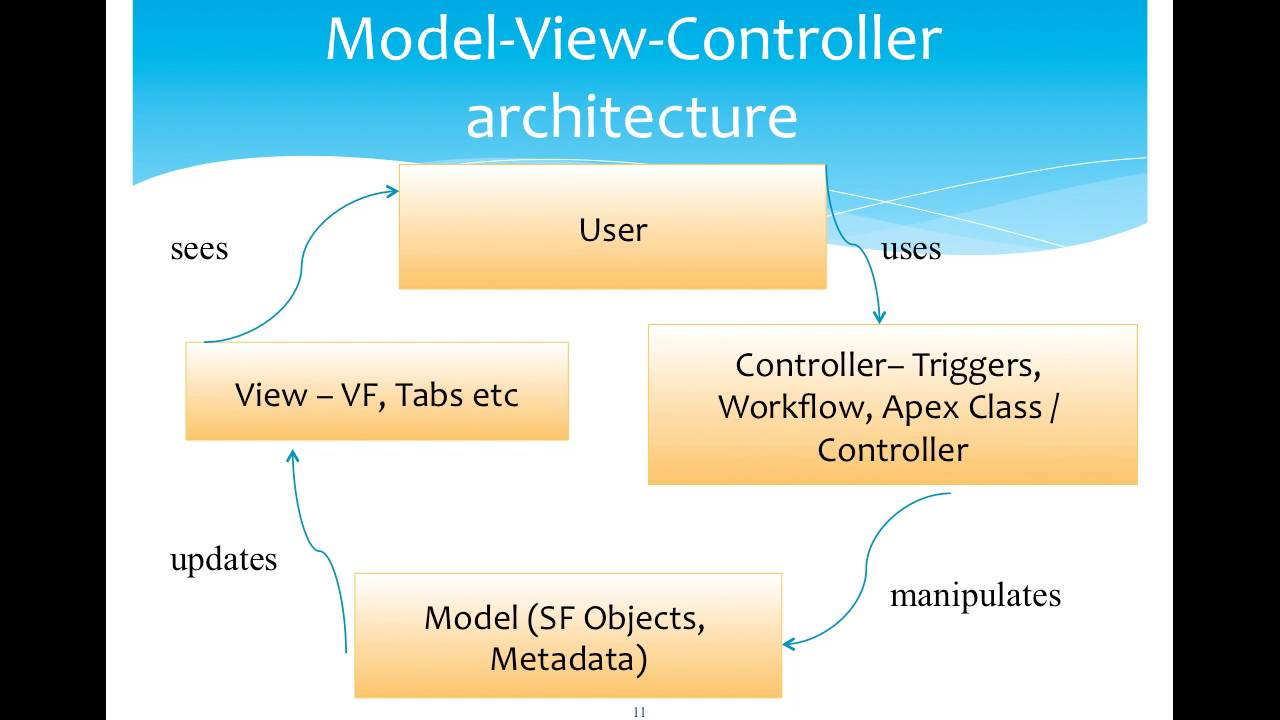 Model-View-Controller
architecture
User
sees
uses
View – VF, Tabs etc
Controller– Triggers,
Workflow, Apex Class /
Controller
updates
manipulates
Model (SF Objects,
Metadata)
11